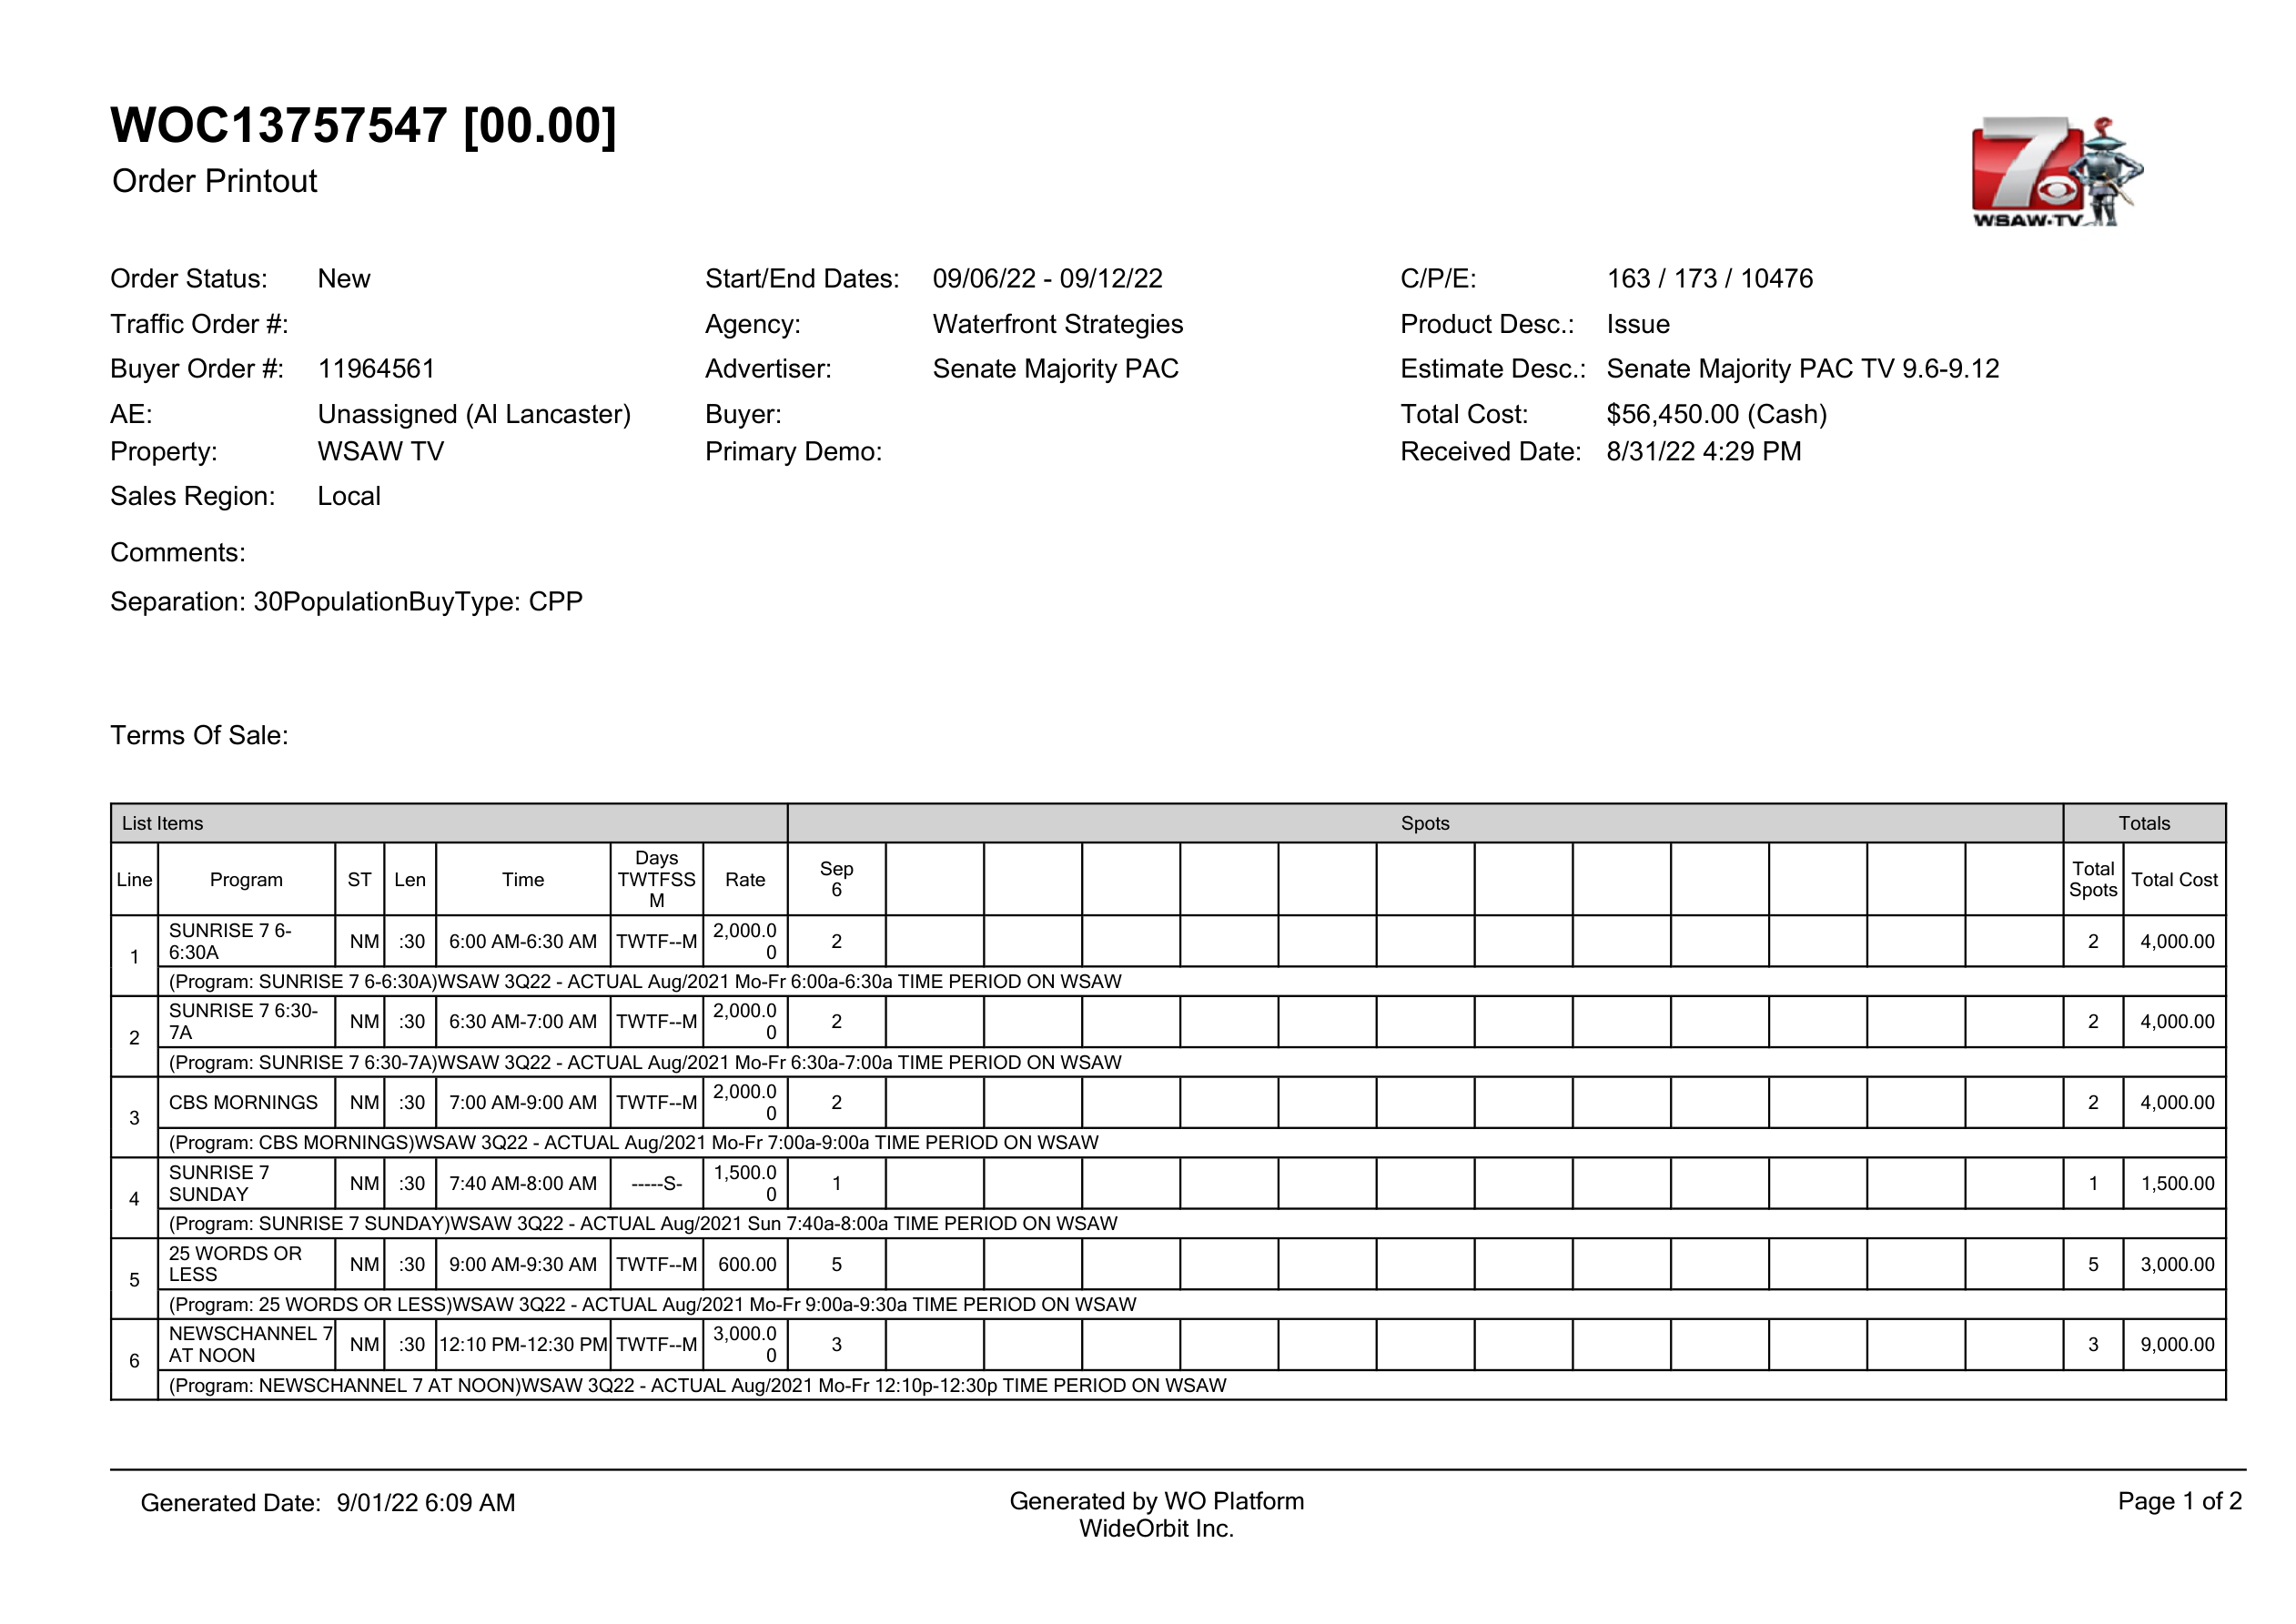 WOC13757547 [00.00]
Order Printout
7
WSAW-TV
Order Status: New Start/End Dates: 09/06/22 - 09/12/22 C/P/E: 163 / 173 / 10476
Traffic Order #: Agency: Waterfront Strategies Product Desc.: Issue
Buyer Order #: 11964561 Advertiser: Senate Majority PAC Estimate Desc.: Senate Majority PAC TV 9.6-9.12
AE: Unassigned (Al Lancaster) Buyer: Total Cost: $56,450.00 (Cash)
Property: WSAW TV Primary Demo: Received Date: 8/31/22 4:29 PM
Sales Region: Local
Comments:
Separation: 30PopulationBuyType: CPP
Terms Of Sale:
List Items Spots Totals
Line Program ST Len Time Days TWTFSS M Rate Sep 6 Total Spots Total Cost
1 SUNRISE 7 6-6:30A NM :30 6:00 AM-6:30 AM TWTF--M 2,000.00 2 2 4,000.00
(Program: SUNRISE 7 6-6:30A)WSAW 3Q22 - ACTUAL Aug/2021 Mo-Fr 6:00a-6:30a TIME PERIOD ON WSAW
2 SUNRISE 7 6:30-7A NM :30 6:30 AM-7:00 AM TWTF--M 2,000.00 2 2 4,000.00
(Program: SUNRISE 7 6:30-7A)WSAW 3Q22 - ACTUAL Aug/2021 Mo-Fr 6:30a-7:00a TIME PERIOD ON WSAW
3 CBS MORNINGS NM :30 7:00 AM-9:00 AM TWTF--M 2,000.00 2 2 4,000.00
(Program: CBS MORNINGS)WSAW 3Q22 - ACTUAL Aug/2021 Mo-Fr 7:00a-9:00a TIME PERIOD ON WSAW
4 SUNRISE 7 SUNDAY NM :30 7:40 AM-8:00 AM -----S- 1,500.00 1 1 1,500.00
(Program: SUNRISE 7 SUNDAY)WSAW 3Q22 - ACTUAL Aug/2021 Sun 7:40a-8:00a TIME PERIOD ON WSAW
5 25 WORDS OR LESS NM :30 9:00 AM-9:30 AM TWTF--M 600.00 5 5 3,000.00
(Program: 25 WORDS OR LESS)WSAW 3Q22 - ACTUAL Aug/2021 Mo-Fr 9:00a-9:30a TIME PERIOD ON WSAW
6 NEWSCHANNEL 7 AT NOON NM :30 12:10 PM-12:30 PM TWTF--M 3,000.00 3 3 9,000.00
(Program: NEWSCHANNEL 7 AT NOON)WSAW 3Q22 - ACTUAL Aug/2021 Mo-Fr 12:10p-12:30p TIME PERIOD ON WSAW
Generated Date: 9/01/22 6:09 AM Generated by WO Platform Page 1 of 2
WideOrbit Inc.